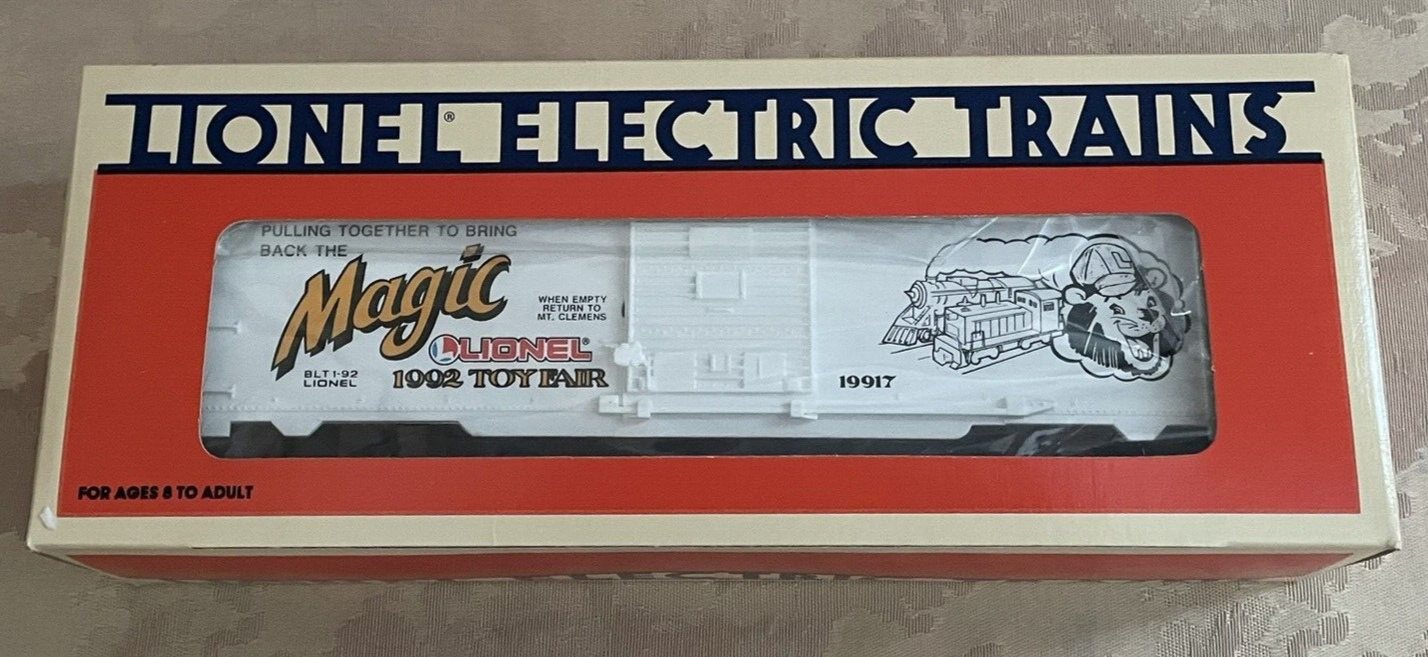 LIONEL® ELECTRIC TRAINS
PULLING TOGETHER TO BRING
BACK THE
Magic
WHEN EMPTY
RETURN TO
MT. CLEMENS
L LIONEL®
BLT 1-92
LIONEL
1992 TOY FAIR
19917
L
FOR AGES 8 TO ADULT